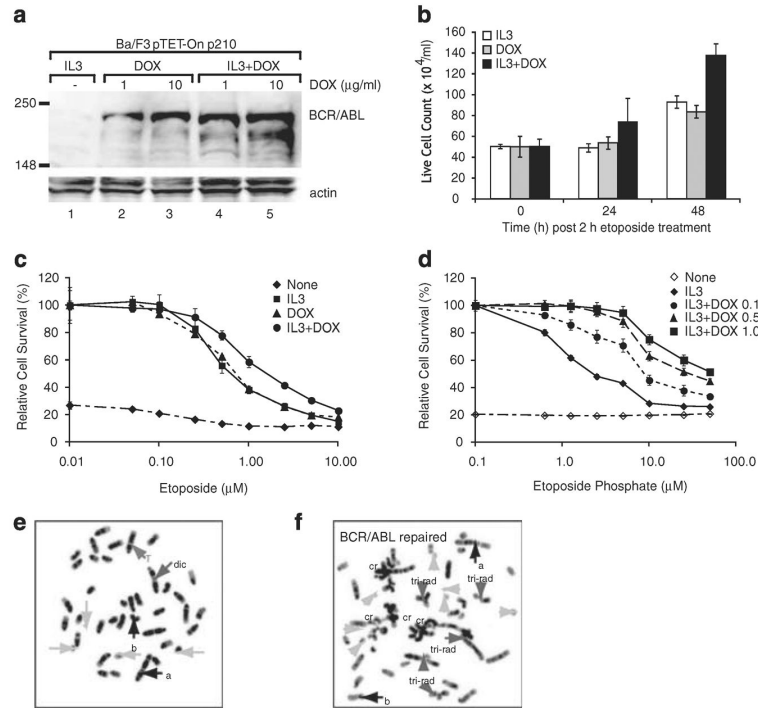 a
Ba/F3 pTET-On p210
IL3 DOX IL3+DOX
- 1 10 1 10 DOX (μg/ml)
250
BCR/ABL
148
actin
1 2 3 4 5
b
IL3
DOX
IL3+DOX
Live Cell Count (x 10⁴/ml)
160
140
120
100
80
60
40
20
0
0 24 48
Time (h) post 2 h etoposide treatment
c
None
IL3
DOX
IL3+DOX
Relative Cell Survival (%)
120
100
80
60
40
20
0
0.01 0.10 1.00 10.00
Etoposide (μM)
d
None
IL3
IL3+DOX 0.1
IL3+DOX 0.5
IL3+DOX 1.0
Relative Cell Survival (%)
120
100
80
60
40
20
0
0.1 1.0 10.0 100.0
Etoposide Phosphate (μM)
e
T
dic
b
a
f
BCR/ABL repaired
cr
a
tri-rad
tri-rad
cr
cr
cr
tri-rad
tri-rad
b